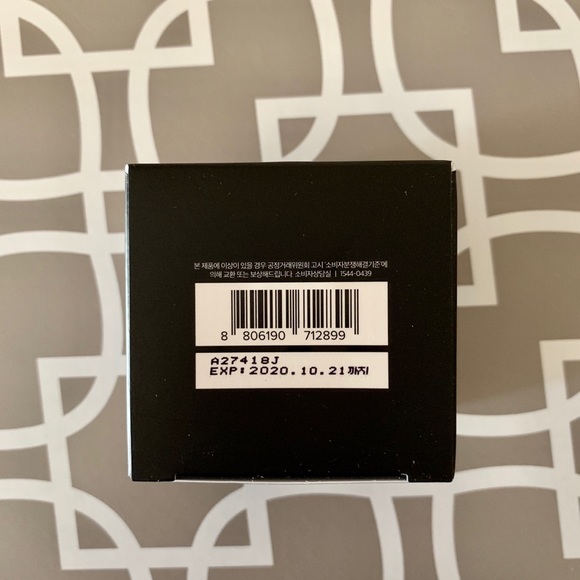 본 제품에 이상이 있을 경우 공정거래위원회 고시 '소비자분쟁해결기준'에
의해 교환 또는 보상해드립니다. 소비자상담실 | 1544-0439
8 806190 712899
A27418J
EXP:2020.10.21까지